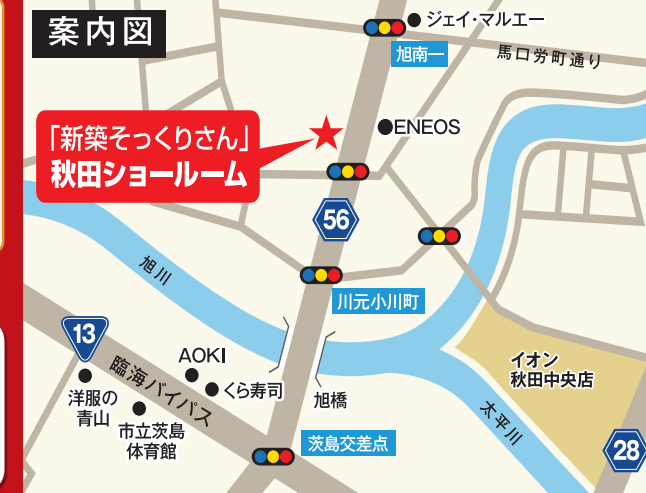 案内図
ジェイ・マルエー
旭南一
馬口労町通り
「新築そっくりさん」
秋田ショールーム
ENEOS
56
旭川
川元小川町
13
臨海バイパス
AOKI
くら寿司
洋服の
青山
市立茨島
体育館
旭橋
イオン
秋田中央店
太平川
茨島交差点
28